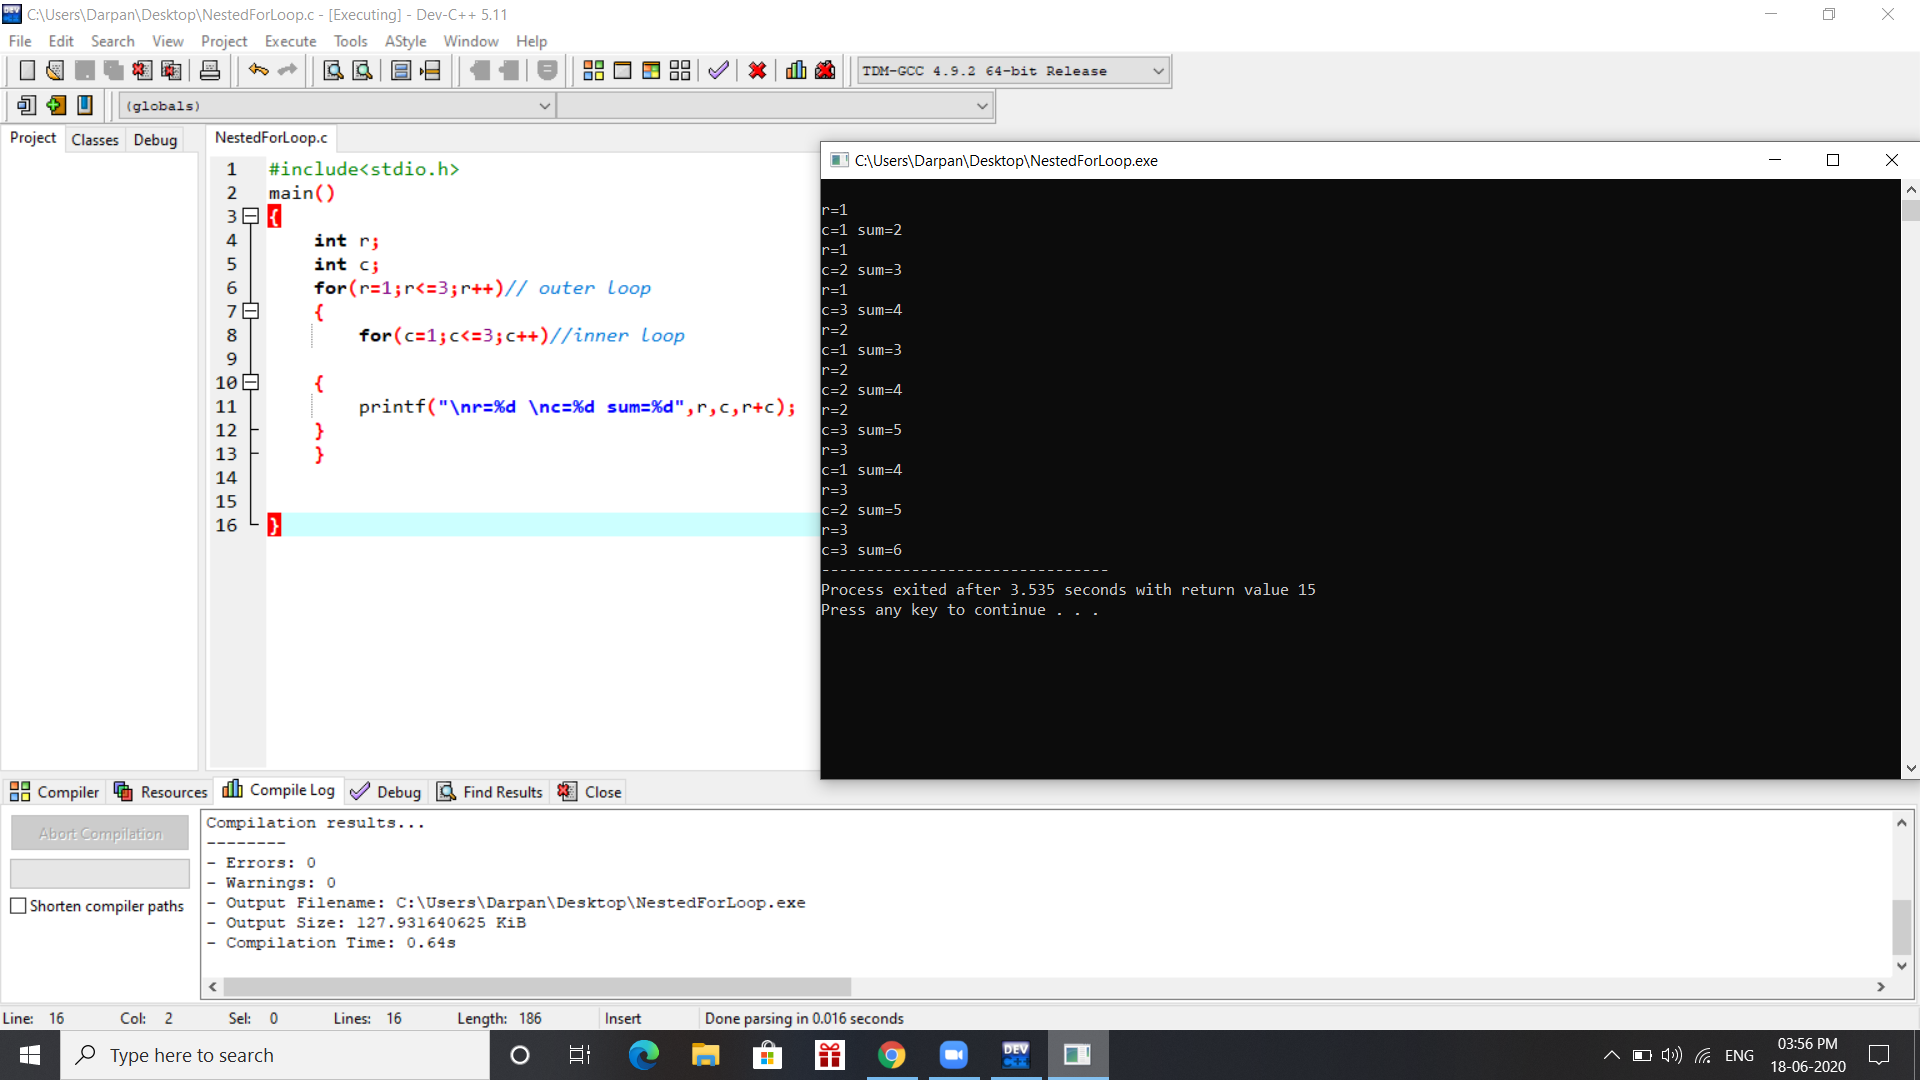 C:\Users\Darpan\Desktop\NestedForLoop.c - [Executing] - Dev-C++ 5.11
File Edit Search View Project Execute Tools AStyle Window Help
TDM-GCC 4.9.2 64-bit Release
(globals)
Project Classes Debug
NestedForLoop.c
1 #include<stdio.h>
2 main()
3 {
4 int r;
5 int c;
6 for(r=1;r<=3;r++)// outer loop
7 {
8 for(c=1;c<=3;c++)//inner loop
9
10 {
11 printf("\nr=%d \nc=%d sum=%d",r,c,r+c);
12 }
13 }
14
15
16 }
C:\Users\Darpan\Desktop\NestedForLoop.exe
r=1
c=1 sum=2
r=1
c=2 sum=3
r=1
c=3 sum=4
r=2
c=1 sum=3
r=2
c=2 sum=4
r=2
c=3 sum=5
r=3
c=1 sum=4
r=3
c=2 sum=5
r=3
c=3 sum=6
--------------------------------
Process exited after 3.535 seconds with return value 15
Press any key to continue . . .
Compiler Resources Compile Log Debug Find Results Close
Abort Compilation
Shorten compiler paths
Compilation results...
--------
- Errors: 0
- Warnings: 0
- Output Filename: C:\Users\Darpan\Desktop\NestedForLoop.exe
- Output Size: 127.931640625 KiB
- Compilation Time: 0.64s
Line: 16 Col: 2 Sel: 0 Lines: 16 Length: 186 Insert Done parsing in 0.016 seconds
Type here to search
DEV C++
ENG
03:56 PM
18-06-2020